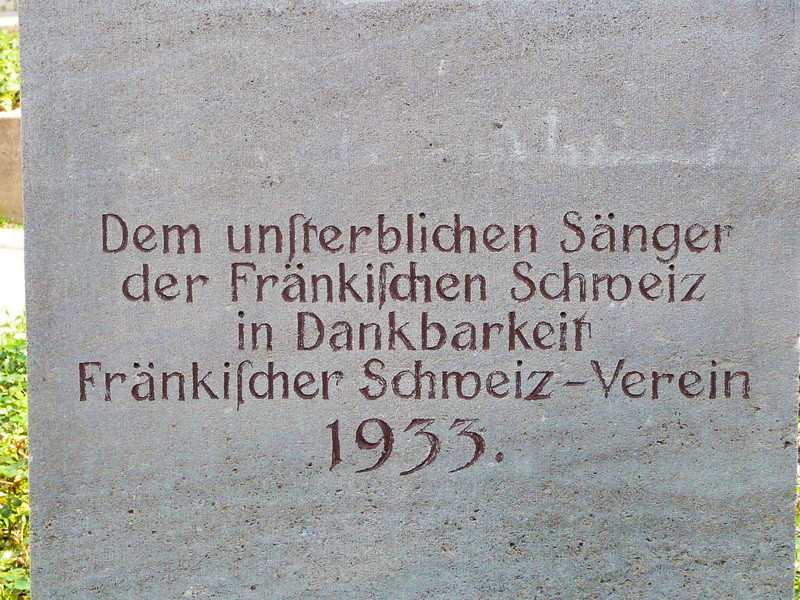 Dem unſterblichen Sänger
der Fränkiſchen Schweiz
in Dankbarkeit
Fränkiſcher Schweiz-Verein
1933.